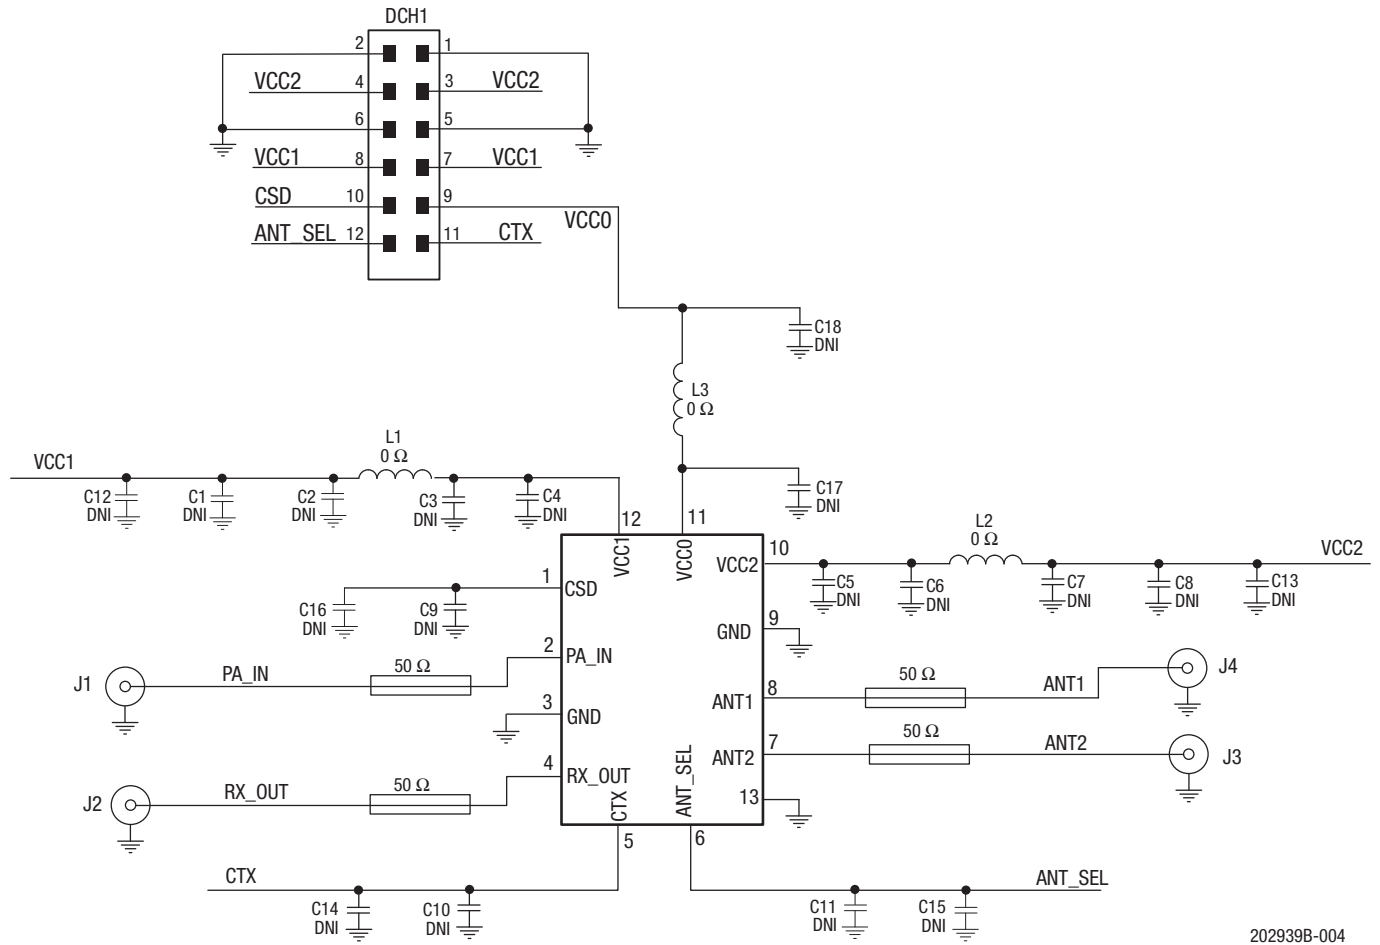 DCH1
2
1
VCC2
4
3
VCC2
6
5
VCC1
8
7
VCC1
CSD
10
9
VCC0
ANT_SEL
12
11
CTX
C18
DNI
L3
0 Ω
L1
0 Ω
VCC1
C12
DNI
C1
DNI
C2
DNI
C3
DNI
C4
DNI
C17
DNI
12
11
VCC1
VCC0
L2
0 Ω
10
VCC2
VCC2
C5
DNI
C6
DNI
C7
DNI
C8
DNI
C13
DNI
1
CSD
C16
DNI
C9
DNI
9
GND
2
PA_IN
J1
PA_IN
50 Ω
8
ANT1
50 Ω
ANT1
J4
3
GND
7
ANT2
50 Ω
ANT2
J3
4
RX_OUT
J2
RX_OUT
50 Ω
13
CTX
ANT_SEL
5
6
CTX
C14
DNI
C10
DNI
ANT_SEL
C11
DNI
C15
DNI
202939B-004